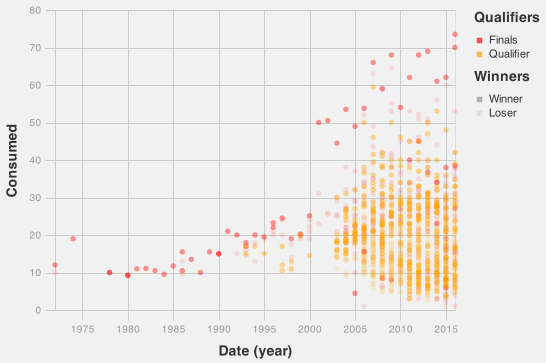 80
70
60
50
40
30
20
10
0
Consumed
1975 1980 1985 1990 1995 2000 2005 2010 2015
Date (year)
Qualifiers
Finals
Qualifier
Winners
Winner
Loser